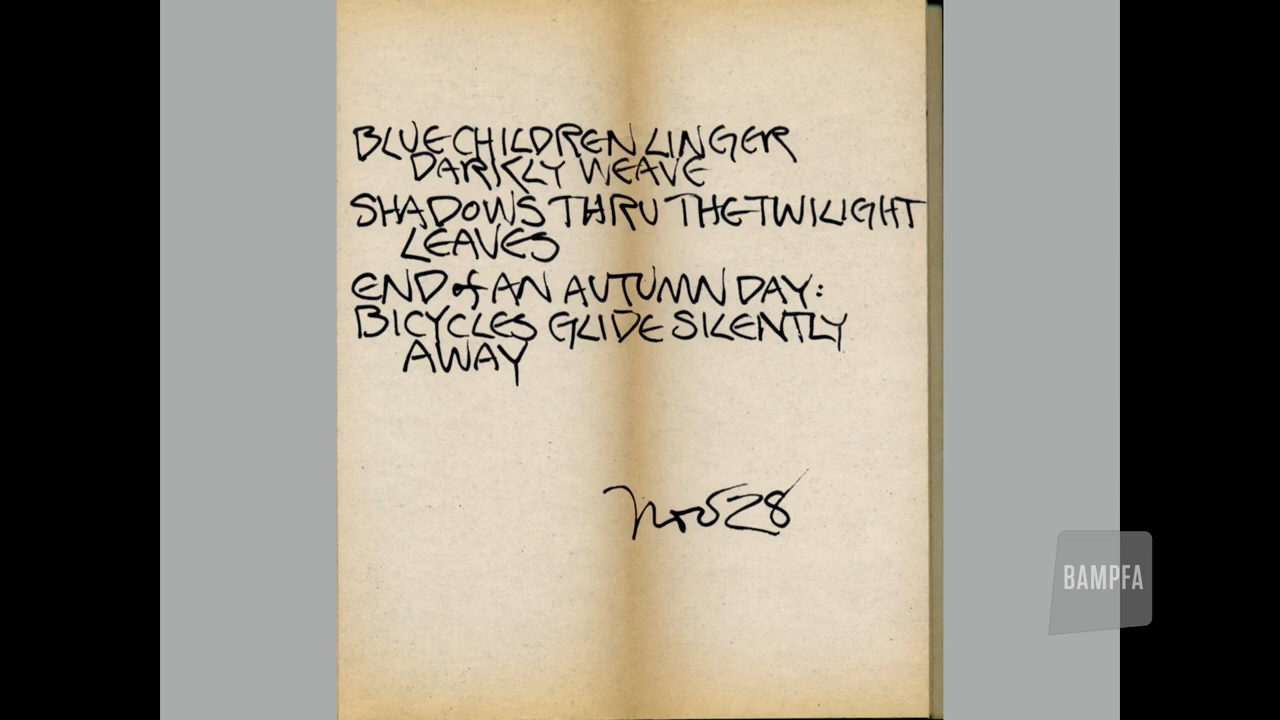 BLUE CHILDREN LINGER
DARKLY WEAVE
SHADOWS THRU THE TWILIGHT
LEAVES
END of AN AUTUMN DAY:
BICYCLES GLIDE SILENTLY
AWAY
Nov 28
BAMPFA